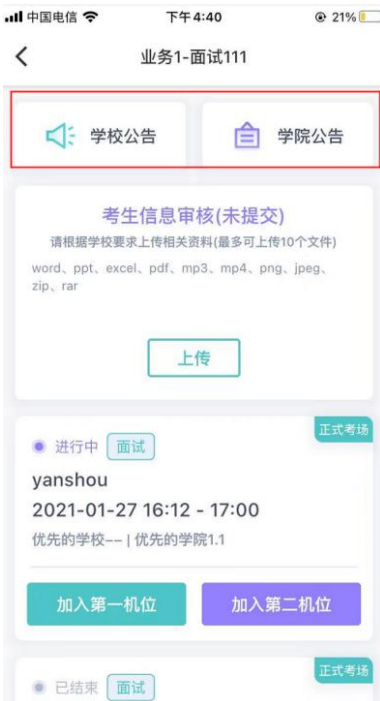 中国电信 下午4:40 21%
业务1-面试111
学校公告 学院公告
考生信息审核(未提交)
请根据学校要求上传相关资料(最多可上传10个文件)
word、ppt、excel、pdf、mp3、mp4、png、jpeg、
zip、rar
上传
正式考场
进行中 面试
yanshou
2021-01-27 16:12 - 17:00
优先的学校-- | 优先的学院1.1
加入第一机位 加入第二机位
正式考场
已结束 面试